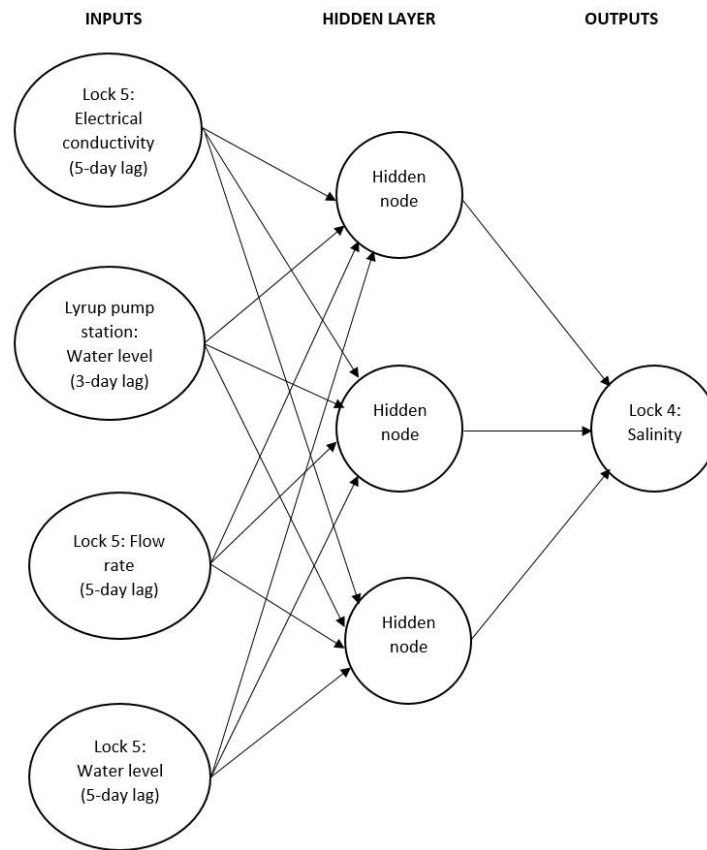 INPUTS
HIDDEN LAYER
OUTPUTS
Lock 5:
Electrical
conductivity
(5-day lag)
Lyrup pump
station:
Water level
(3-day lag)
Lock 5: Flow
rate
(5-day lag)
Lock 5:
Water level
(5-day lag)
Hidden
node
Hidden
node
Hidden
node
Lock 4:
Salinity